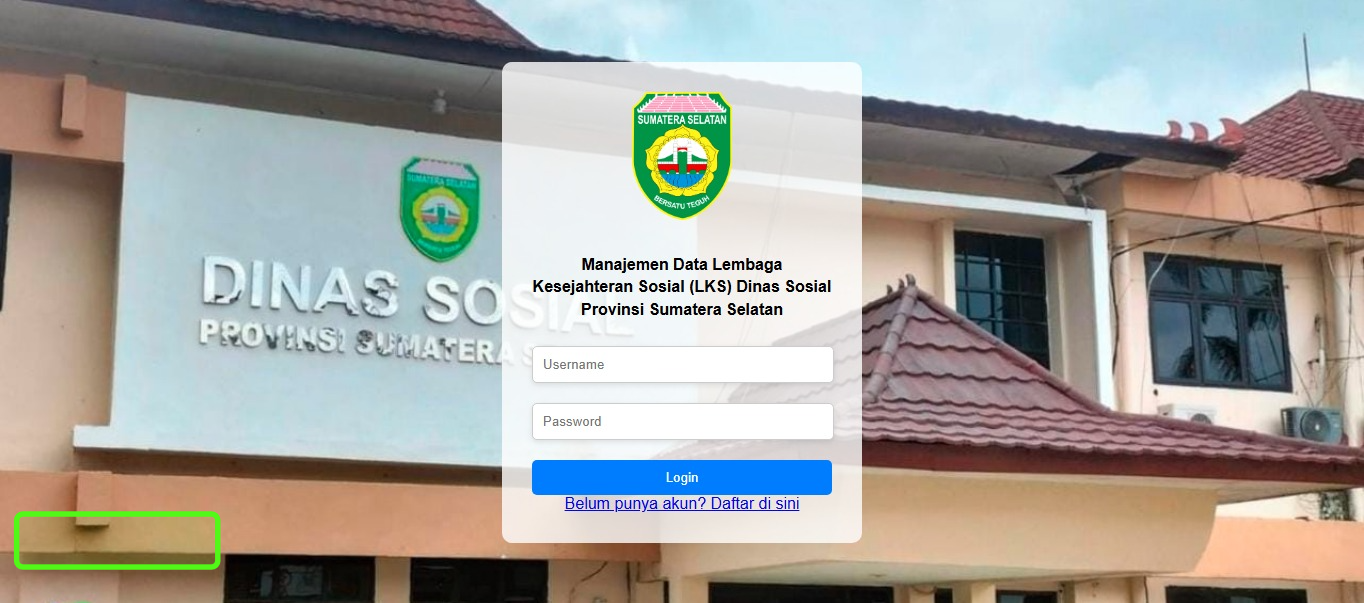 SUMATERA SELATAN
BERSATU TEGUH
Manajemen Data Lembaga
Kesejahteran Sosial (LKS) Dinas Sosial
Provinsi Sumatera Selatan
Username
Password
Login
Belum punya akun? Daftar di sini
SUMATERA SELATAN
DINAS SOSIAL
PROVINSI SUMATERA S